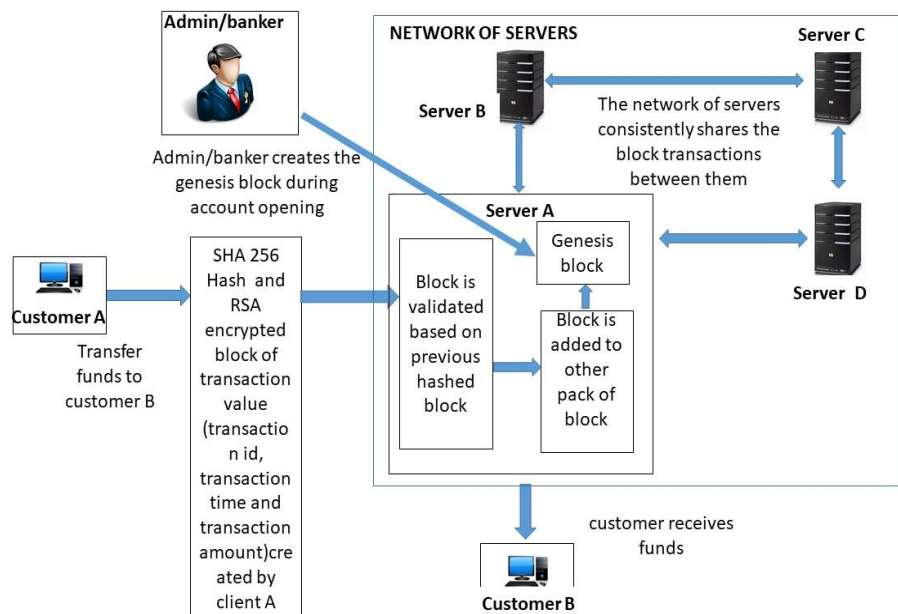 Admin/banker
Admin/banker creates the
genesis block during
account opening
NETWORK OF SERVERS
Server B
Server C
The network of servers
consistently shares the
block transactions
between them
Server D
Server A
Genesis
block
Block is
validated
based on
previous
hashed
block
Block is
added to
other
pack of
block
Customer A
Transfer
funds to
customer B
SHA 256
Hash and
RSA
encrypted
block of
transaction
value
(transactio
n id,
transaction
time and
transaction
amount)cre
ated by
client A
customer receives
funds
Customer B